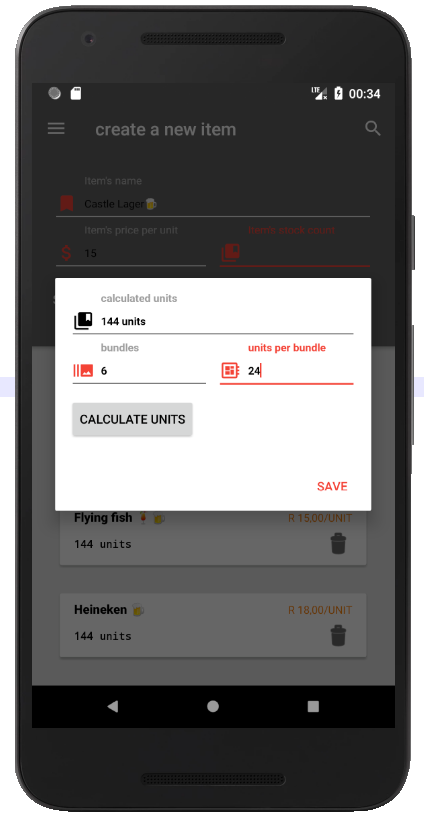 LTE 00:34
create a new item
Item's name
Castle Lager🍺
Item's price per unit Item's stock count
15
calculated units
144 units
bundles units per bundle
6 24
CALCULATE UNITS
SAVE
Flying fish 🍹 🍺 R 15,00/UNIT
144 units
Heineken 🍺 R 18,00/UNIT
144 units